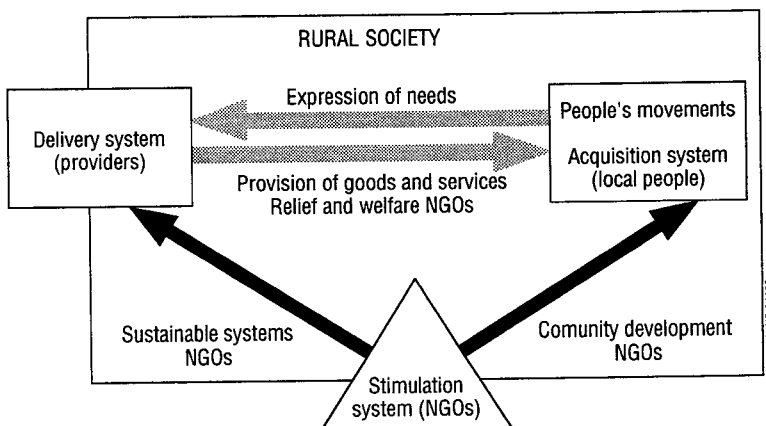 RURAL SOCIETY
Expression of needs
Delivery system
(providers)
People's movements
Acquisition system
(local people)
Provision of goods and services
Relief and welfare NGOs
Sustainable systems
NGOs
Comunity development
NGOs
Stimulation
system (NGOs)